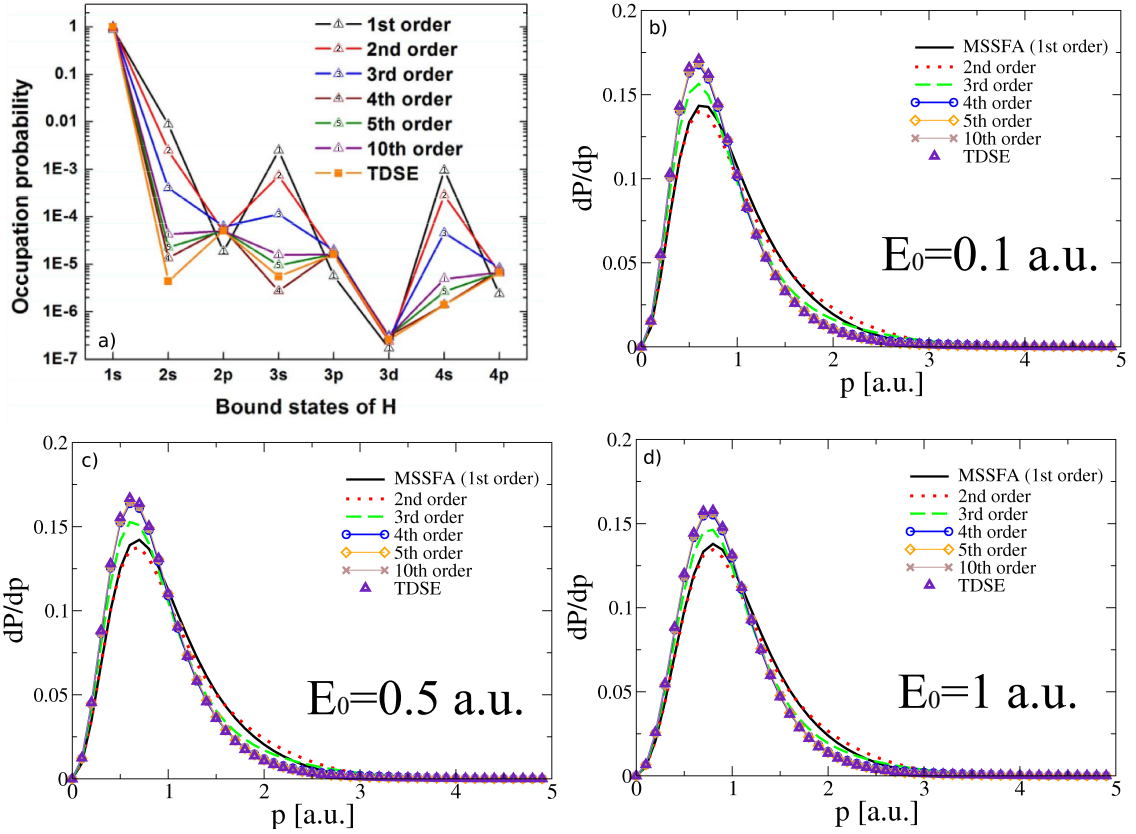 1
0.1
0.01
1E-3
1E-4
1E-5
1E-6
1E-7
Occupation probability
1st order
2nd order
3rd order
4th order
5th order
10th order
TDSE
a)
1s 2s 2p 3s 3p 3d 4s 4p
Bound states of H
b)
0.2
0.15
0.1
0.05
0
dP/dp
MSSFA (1st order)
2nd order
3rd order
4th order
5th order
10th order
TDSE
E0=0.1 a.u.
0 1 2 3 4 5
p [a.u.]
c)
0.2
0.15
0.1
0.05
0
dP/dp
MSSFA (1st order)
2nd order
3rd order
4th order
5th order
10th order
TDSE
E0=0.5 a.u.
0 1 2 3 4 5
p [a.u.]
d)
0.2
0.15
0.1
0.05
0
dP/dp
MSSFA (1st order)
2nd order
3rd order
4th order
5th order
10th order
TDSE
E0=1 a.u.
0 1 2 3 4 5
p [a.u.]